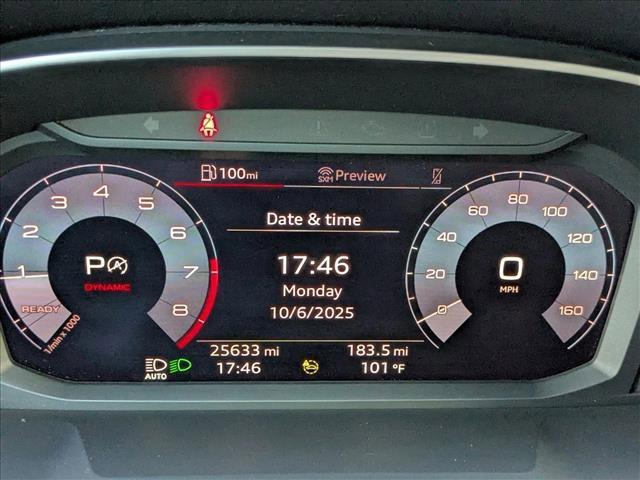 100mi
SXM Preview
Date & time
17:46
Monday
10/6/2025
1 2 3 4 5 6 7 8
READY
1/min x 1000
P
DYNAMIC
0 20 40 60 80 100 120 140 160
0
MPH
25633 mi
183.5 mi
AUTO
17:46
101 °F